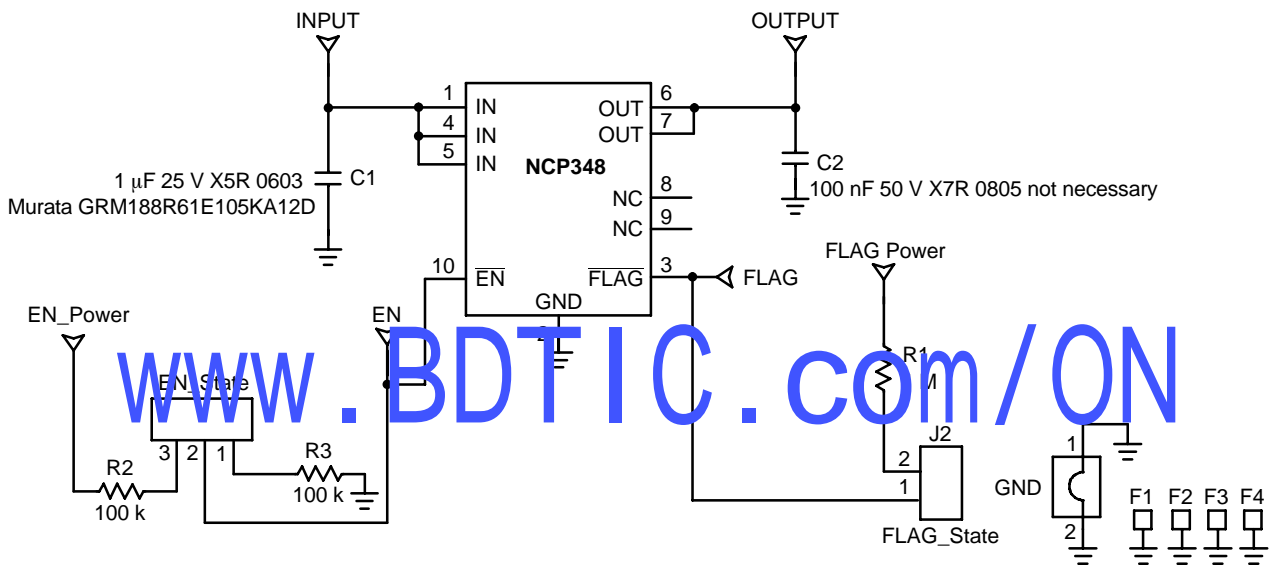 INPUT
OUTPUT
1
IN
4
IN
5
IN
OUT
6
OUT
7
NCP348
NC
8
NC
9
1 μF 25 V X5R 0603
C1
Murata GRM188R61E105KA12D
C2
100 nF 50 V X7R 0805 not necessary
10
EN
FLAG
3
FLAG
GND
2
FLAG Power
EN_Power
EN
www.BDTIC.com/ON
R1
M
EN_State
3
2
1
R2
100 k
R3
100 k
J2
2
1
FLAG_State
1
GND
2
F1
F2
F3
F4